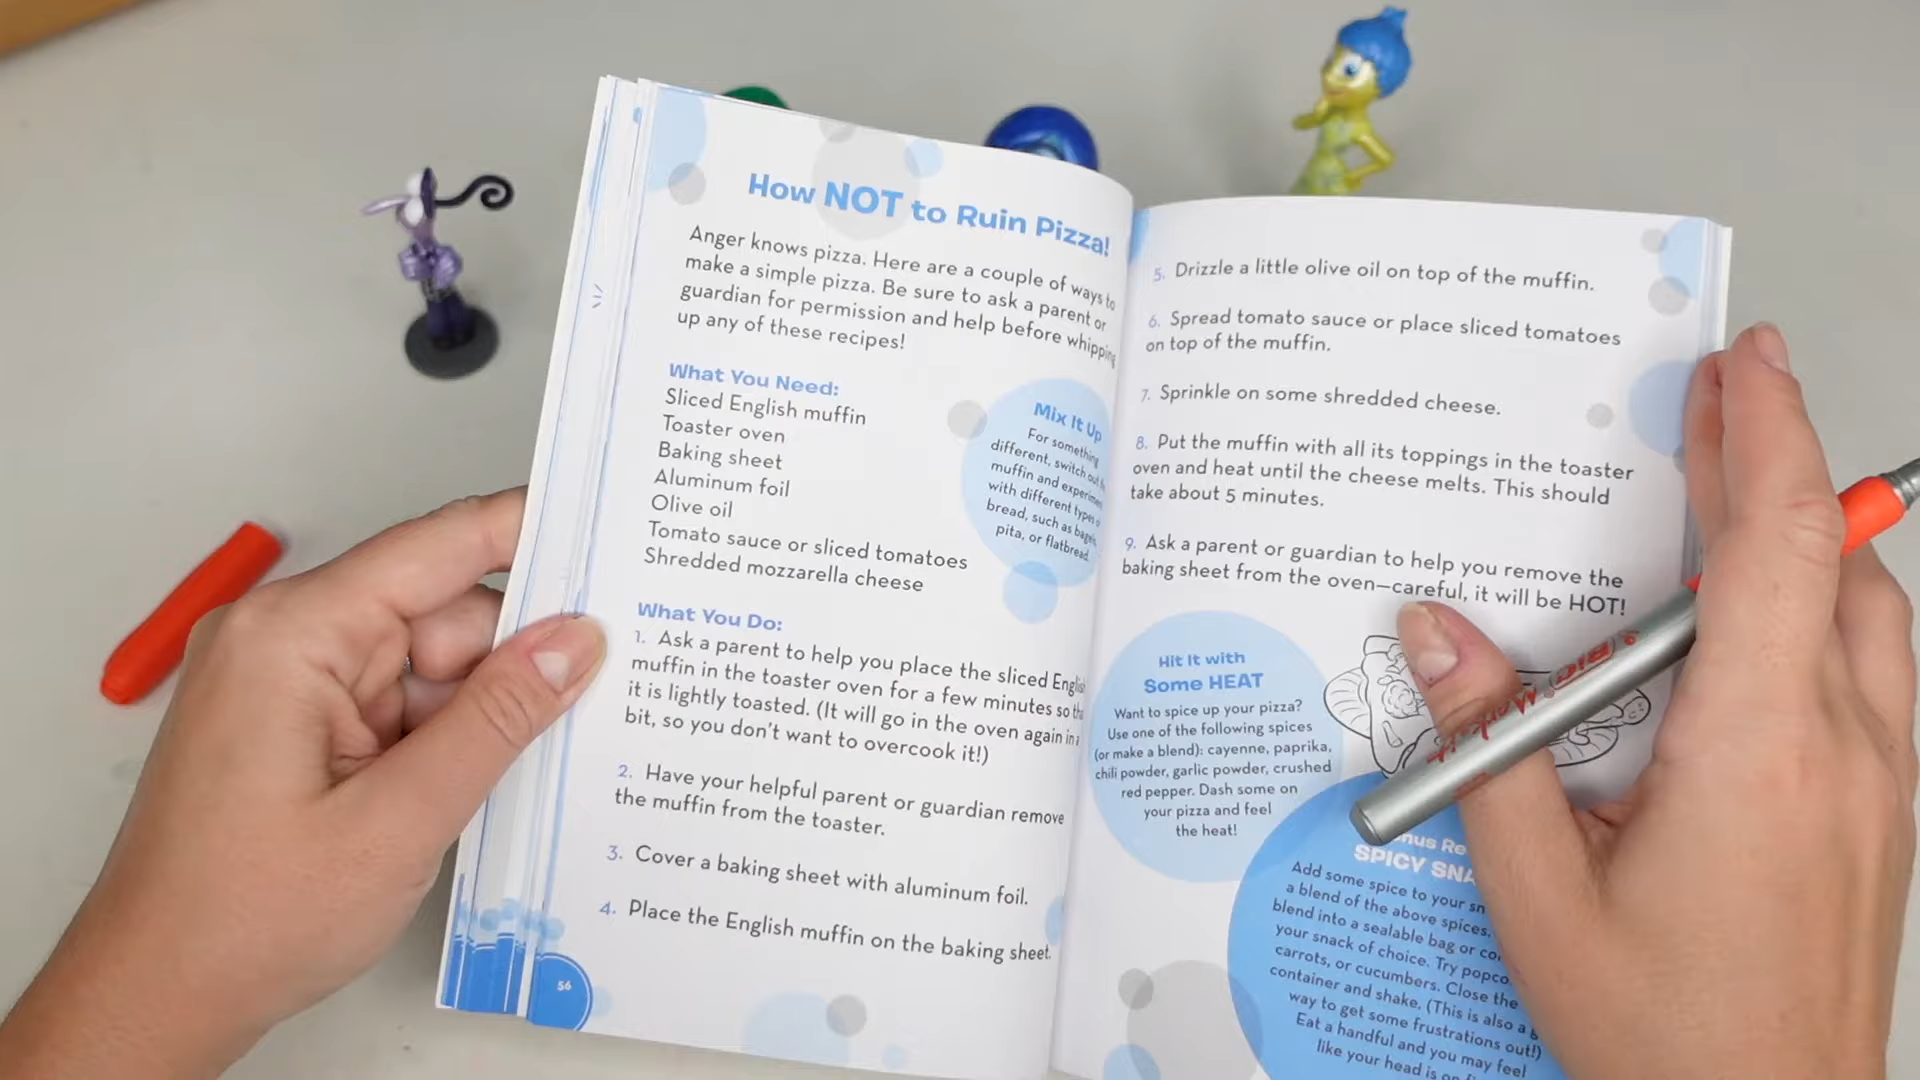 How NOT to Ruin Pizza!
Anger knows pizza. Here are a couple of ways to
make a simple pizza. Be sure to ask a parent or
guardian for permission and help before whipping
up any of these recipes!
What You Need:
Sliced English muffin
Toaster oven
Baking sheet
Aluminum foil
Olive oil
Tomato sauce or sliced tomatoes
Shredded mozzarella cheese
Mix It Up
For something
different, switch out
muffin and experiment
with different types
bread, such as bagels,
pita, or flatbread.
What You Do:
1. Ask a parent to help you place the sliced English
muffin in the toaster oven for a few minutes so
it is lightly toasted. (It will go in the oven again in a
bit, so you don't want to overcook it!)
2. Have your helpful parent or guardian remove
the muffin from the toaster.
3. Cover a baking sheet with aluminum foil.
4. Place the English muffin on the baking sheet.
56
5. Drizzle a little olive oil on top of the muffin.
6. Spread tomato sauce or place sliced tomatoes
on top of the muffin.
7. Sprinkle on some shredded cheese.
8. Put the muffin with all its toppings in the toaster
oven and heat until the cheese melts. This should
take about 5 minutes.
9. Ask a parent or guardian to help you remove the
baking sheet from the oven—careful, it will be HOT!
Hit It with
Some HEAT
Want to spice up your pizza?
Use one of the following spices
(or make a blend): cayenne, paprika,
chili powder, garlic powder, crushed
red pepper. Dash some on
your pizza and feel
the heat!
SPICY
Add some spice to your
a blend of the above spices.
blend into a sealable bag or
your snack of choice. Try
carrots, or cucumbers. Close the
container and shake. (This is also a
way to get some frustrations out!)
Eat a handful and you may feel
like your head is on
BIC Mark-it